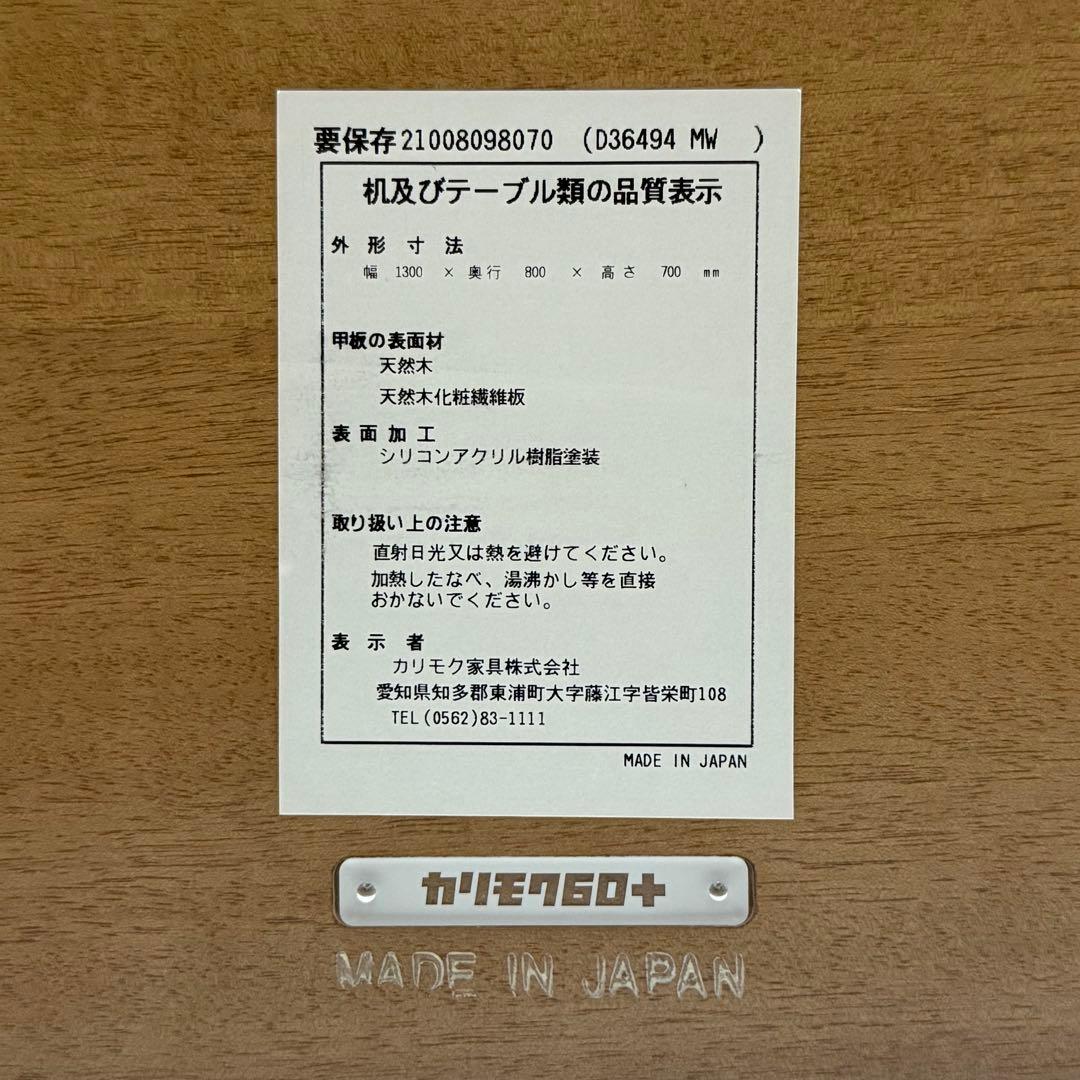 要保存21008098070 (D36494 MW )
机及びテーブル類の品質表示
外形寸法
幅 1300 × 奥行 800 × 高さ 700 mm
甲板の表面材
天然木
天然木化粧繊維板
表面加工
シリコンアクリル樹脂塗装
取り扱い上の注意
直射日光又は熱を避けてください。
加熱したなべ、湯沸かし等を直接
おかないでください。
表示者
カリモク家具株式会社
愛知県知多郡東浦町大字藤江字皆栄町108
TEL(0562)83-1111
MADE IN JAPAN
カリモク60+
MADE IN JAPAN